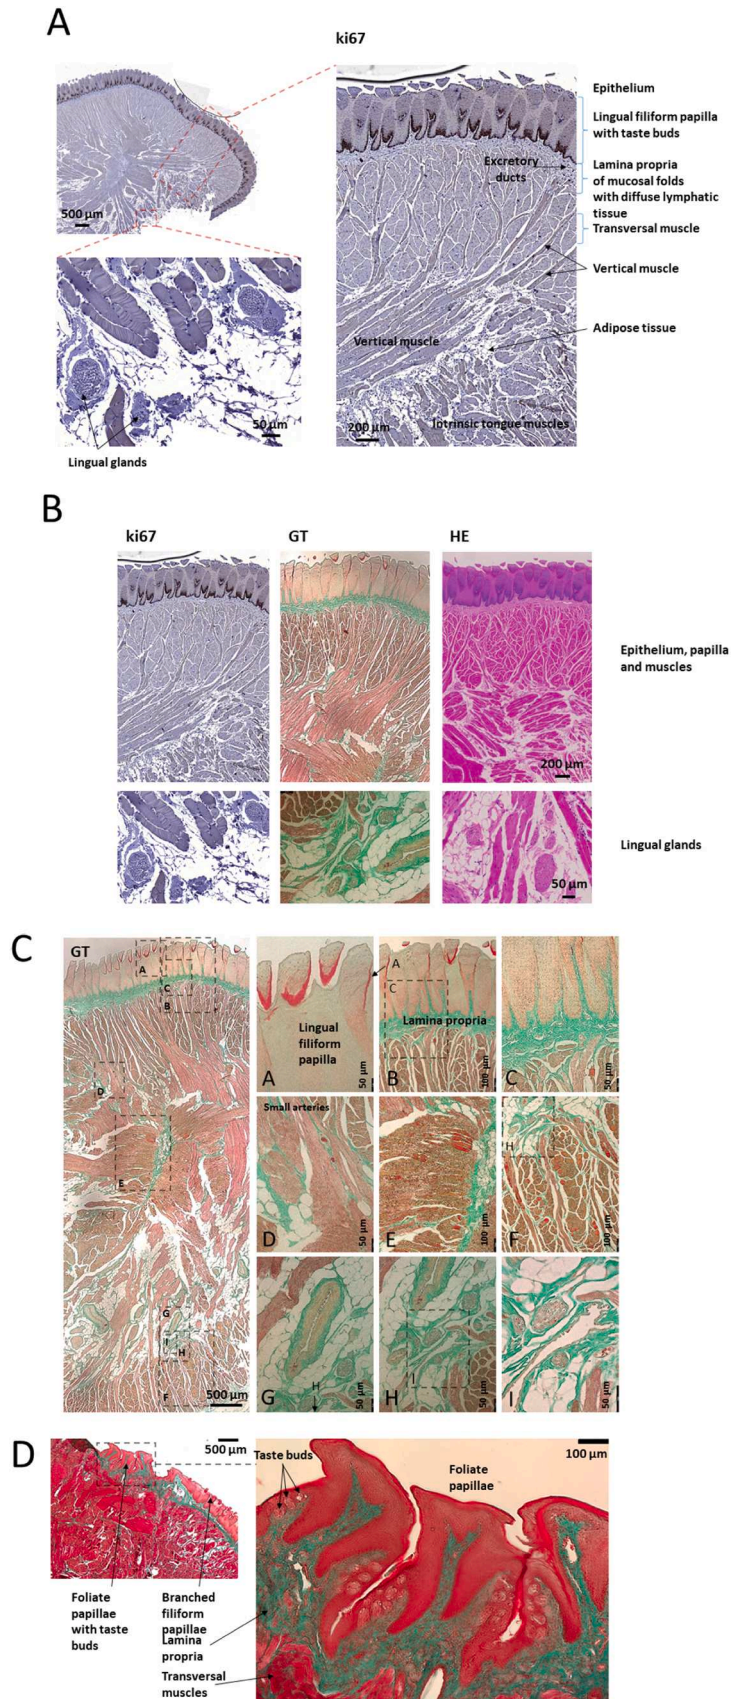 A
ki67
Epithelium
Lingual filiform papilla
with taste buds
Excretory
ducts
Lamina propria
of mucosal folds
with diffuse lymphatic
tissue
Transversal muscle
500 µm
Vertical muscle
Adipose tissue
Vertical muscle
Intrinsic tongue muscles
200 µm
50 µm
Lingual glands
B
ki67
GT
HE
Epithelium, papilla
and muscles
200 µm
Lingual glands
50 µm
C
GT
A
C
B
D
E
G
I
H
F
500 µm
Lingual
filiform
papilla
A
50 µm
A
C
Lamina propria
B
100 µm
C
50 µm
Small arteries
D
50 µm
E
100 µm
H
F
100 µm
G
H
50 µm
I
H
50 µm
I
50 µm
D
500 µm
100 µm
Taste buds
Foliate
papillae
Foliate
papillae
with taste
buds
Branched
filiform
papillae
Lamina
propria
Transversal
muscles